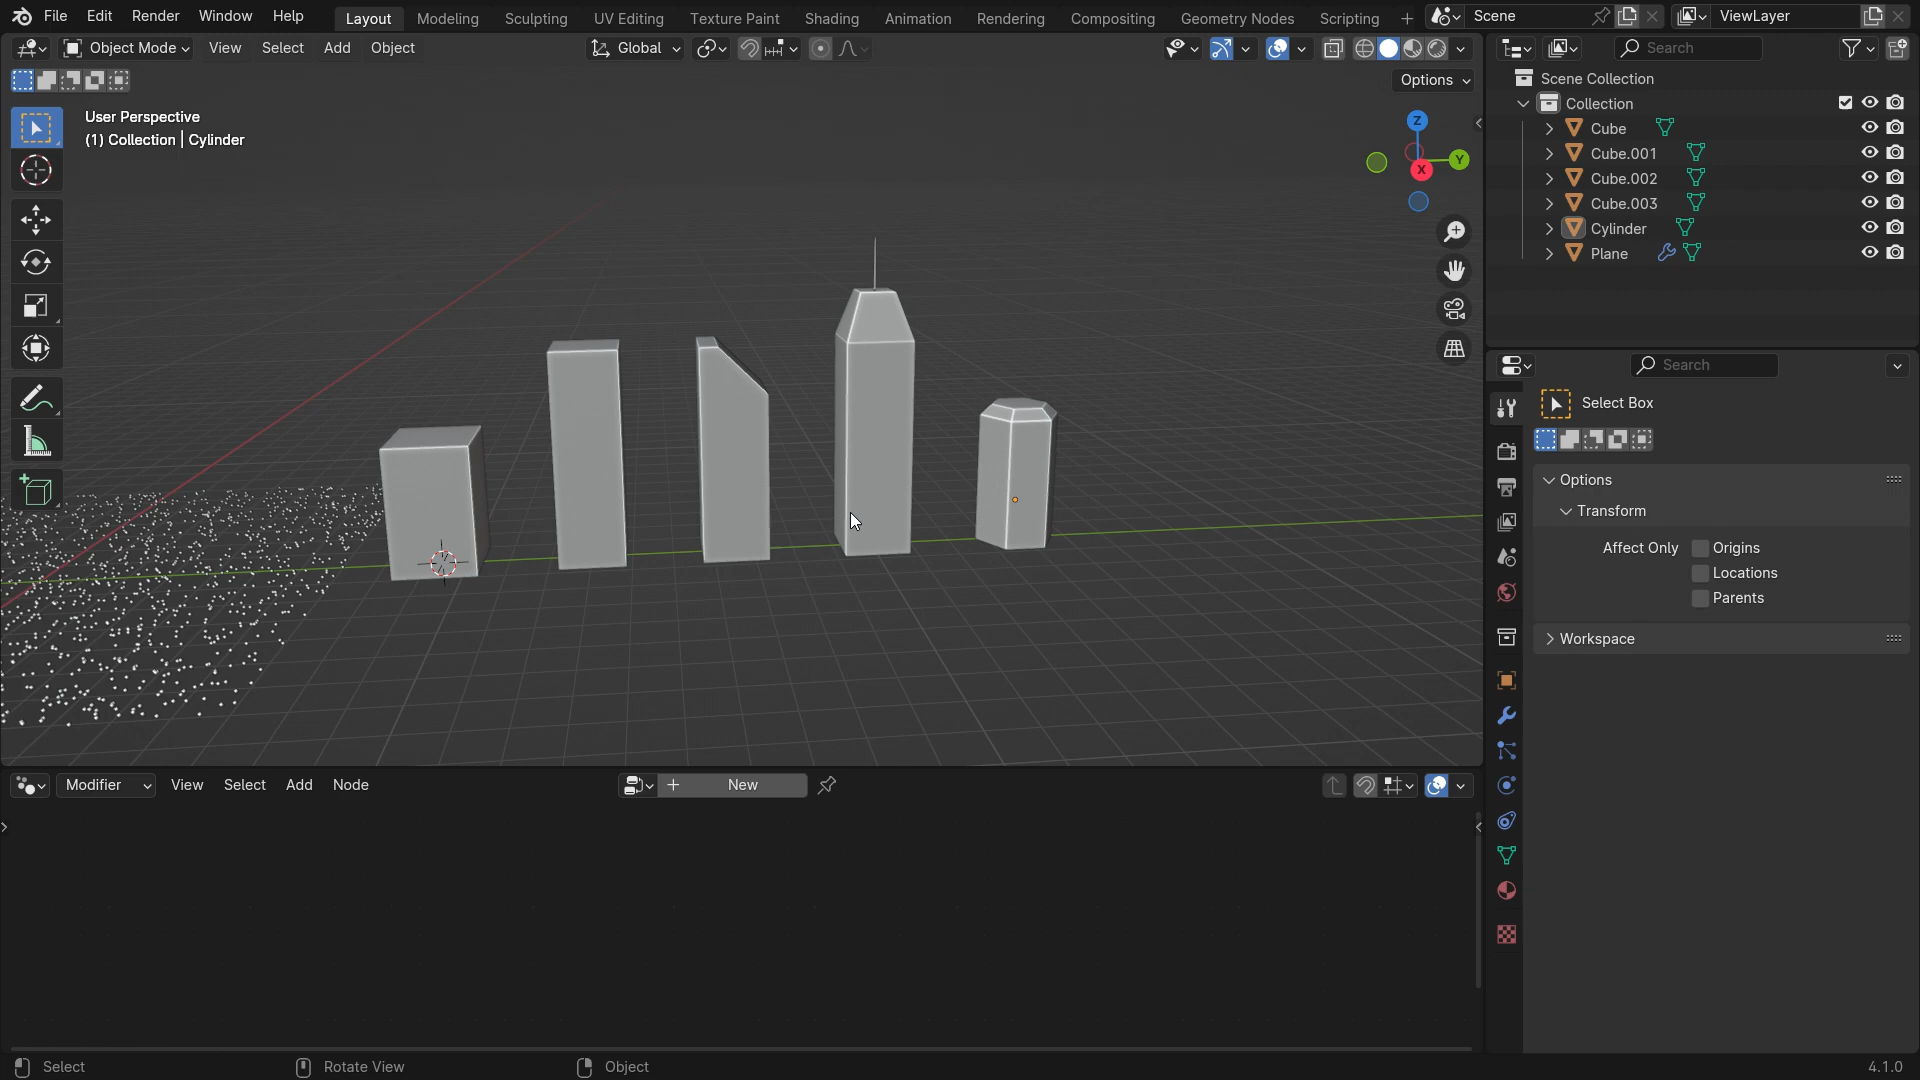 File Edit Render Window Help Layout Modeling Sculpting UV Editing Texture Paint Shading Animation Rendering Compositing Geometry Nodes Scripting Scene ViewLayer
Object Mode View Select Add Object Global Search
Options
User Perspective
(1) Collection | Cylinder
Z
Y
X
Scene Collection
Collection
Cube
Cube.001
Cube.002
Cube.003
Cylinder
Plane
Search
Select Box
Options
Transform
Affect Only Origins
Locations
Parents
Workspace
Modifier View Select Add Node New
Select Rotate View Object 4.1.0